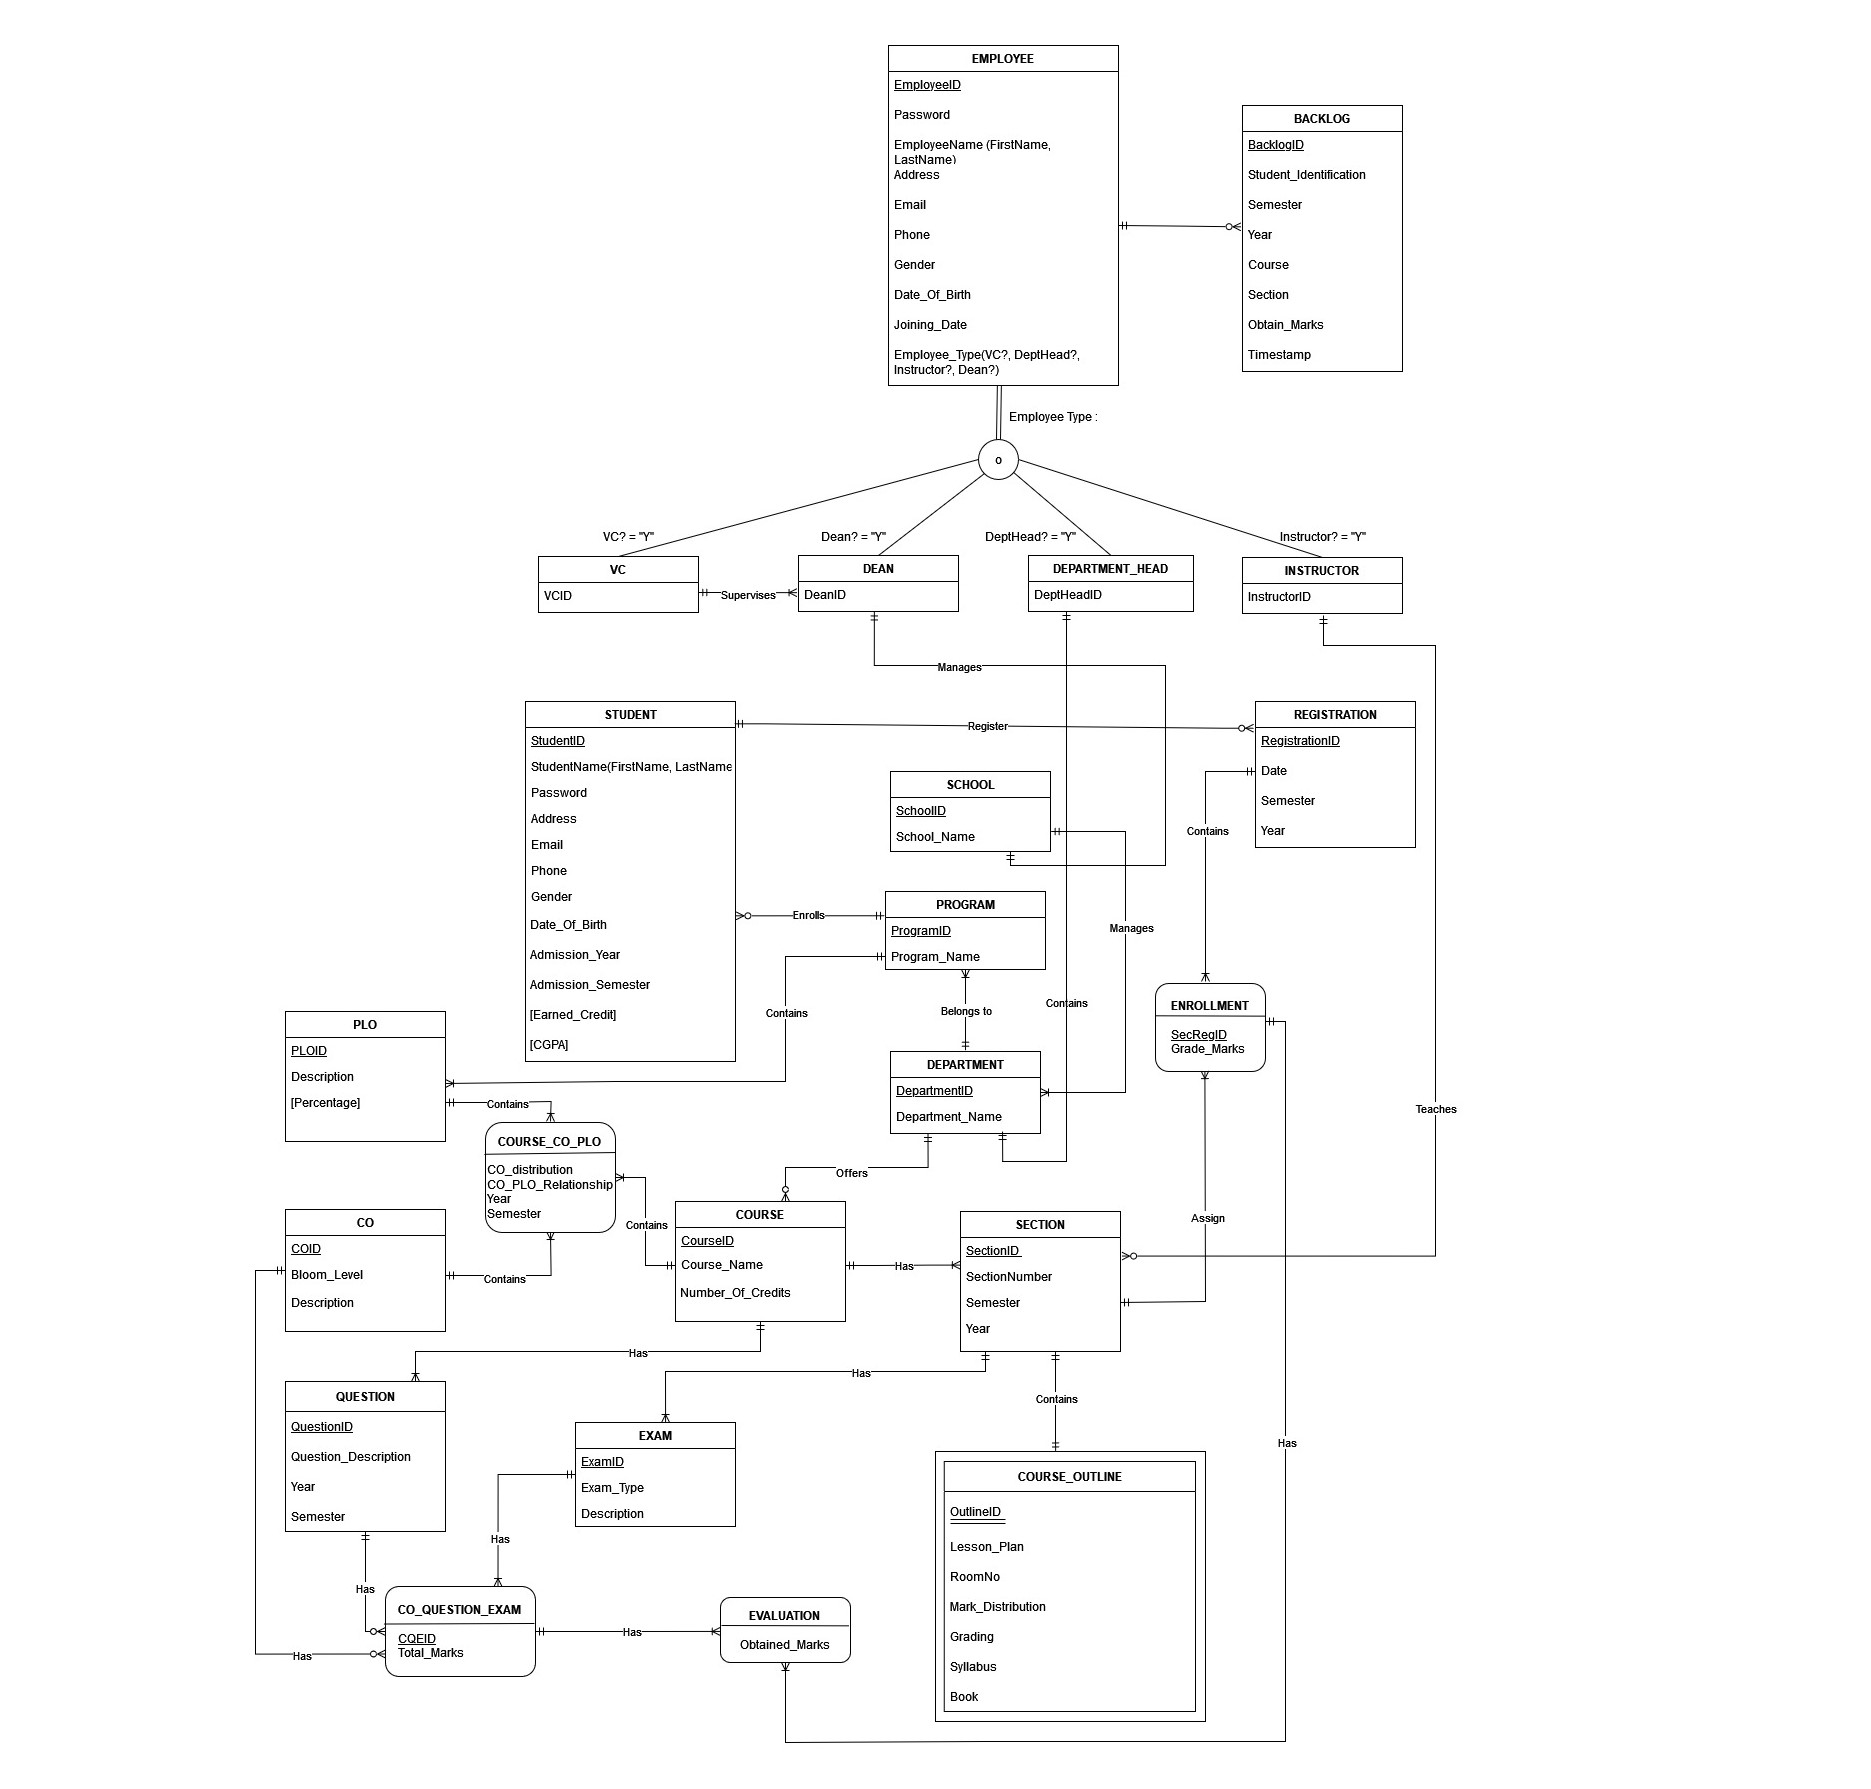 EMPLOYEE
EmployeeID
Password
EmployeeName (FirstName,
LastName)
Address
Email
Phone
Gender
Date_Of_Birth
Joining_Date
Employee_Type(VC?, DeptHead?,
Instructor?, Dean?)
BACKLOG
BacklogID
Student_Identification
Semester
Year
Course
Section
Obtain_Marks
Timestamp
Employee Type :
o
VC? = "Y"
Dean? = "Y"
DeptHead? = "Y"
Instructor? = "Y"
VC
VCID
Supervises
DEAN
DeanID
DEPARTMENT_HEAD
DeptHeadID
INSTRUCTOR
InstructorID
Manages
STUDENT
StudentID
StudentName(FirstName, LastName
Password
Address
Email
Phone
Gender
Date_Of_Birth
Admission_Year
Admission_Semester
[Earned_Credit]
[CGPA]
Register
REGISTRATION
RegistrationID
Date
Semester
Year
SCHOOL
SchoolID
School_Name
Contains
Enrolls
PROGRAM
ProgramID
Program_Name
Manages
Contains
Belongs to
Contains
ENROLLMENT
SecRegID
Grade_Marks
PLO
PLOID
Description
[Percentage]
Contains
DEPARTMENT
DepartmentID
Department_Name
Teaches
COURSE_CO_PLO
CO_distribution
CO_PLO_Relationship
Year
Semester
Offers
Contains
Assign
CO
COID
Bloom_Level
Description
Contains
COURSE
CourseID
Course_Name
Number_Of_Credits
Has
SECTION
SectionID
SectionNumber
Semester
Year
Has
Has
Contains
QUESTION
QuestionID
Question_Description
Year
Semester
EXAM
ExamID
Exam_Type
Description
Has
COURSE_OUTLINE
OutlineID
Lesson_Plan
RoomNo
Mark_Distribution
Grading
Syllabus
Book
Has
Has
CO_QUESTION_EXAM
CQEID
Total_Marks
Has
Has
EVALUATION
Obtained_Marks